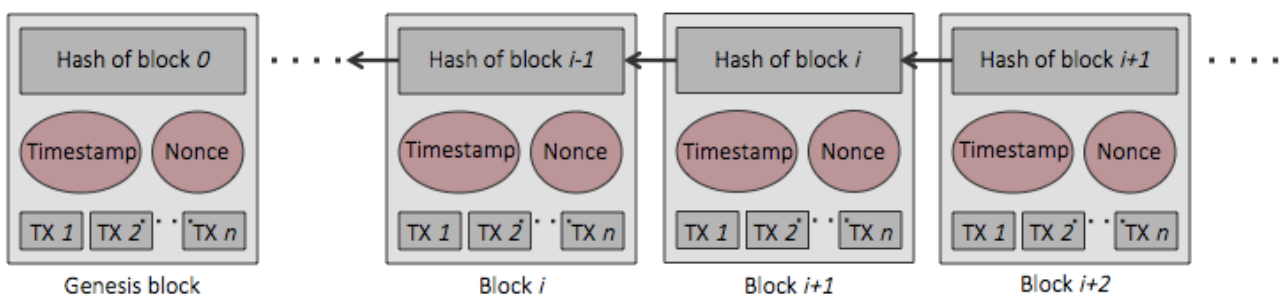 Hash of block 0 Hash of block i-1 Hash of block i Hash of block i+1
Timestamp Nonce Timestamp Nonce Timestamp Nonce Timestamp Nonce
TX 1 TX 2 TX n TX 1 TX 2 TX n TX 1 TX 2 TX n TX 1 TX 2 TX n
Genesis block Block i Block i+1 Block i+2